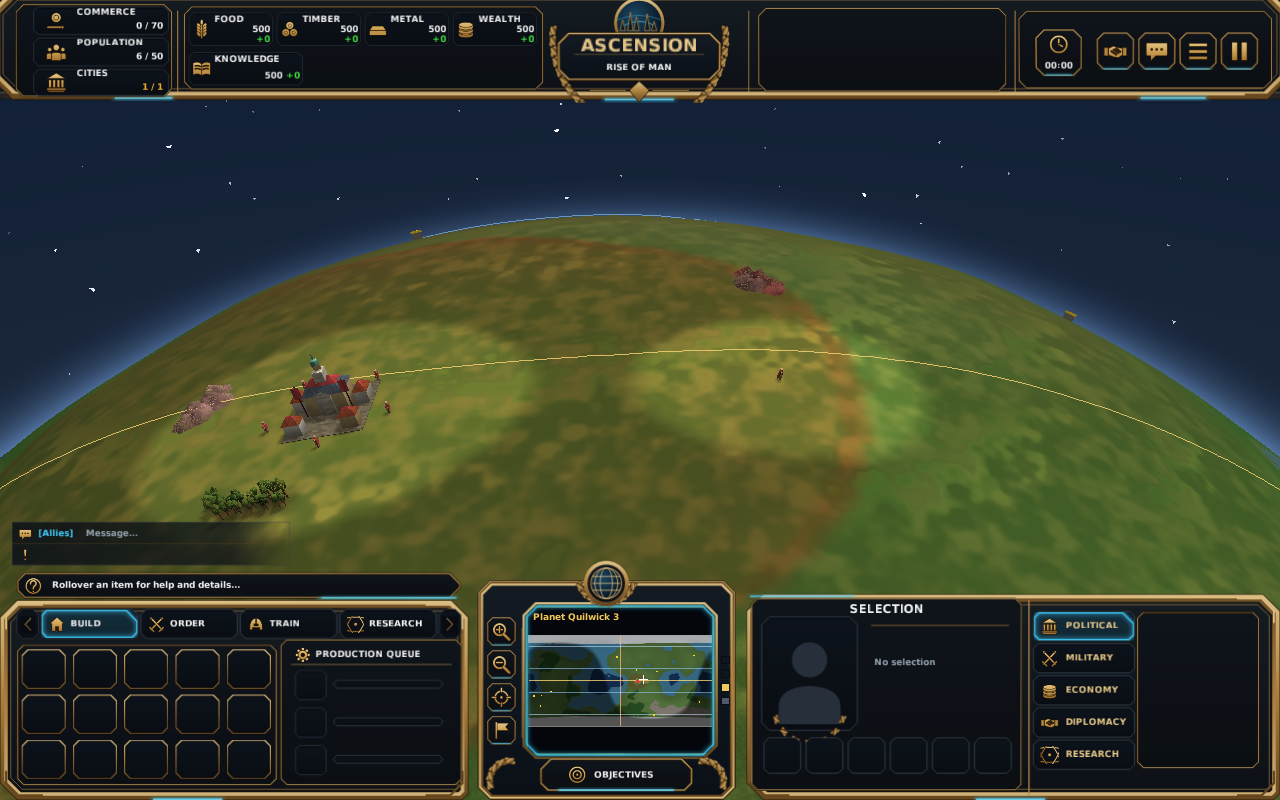 COMMERCE
0 / 70
POPULATION
6 / 50
CITIES
1 / 1
FOOD
500
+0
TIMBER
500
+0
METAL
500
+0
WEALTH
500
+0
KNOWLEDGE
500 +0
ASCENSION
RISE OF MAN
00:00
[Allies] Message...
!
Rollover an item for help and details...
BUILD
ORDER
TRAIN
RESEARCH
PRODUCTION QUEUE
Planet Quilwick 3
OBJECTIVES
SELECTION
No selection
POLITICAL
MILITARY
ECONOMY
DIPLOMACY
RESEARCH